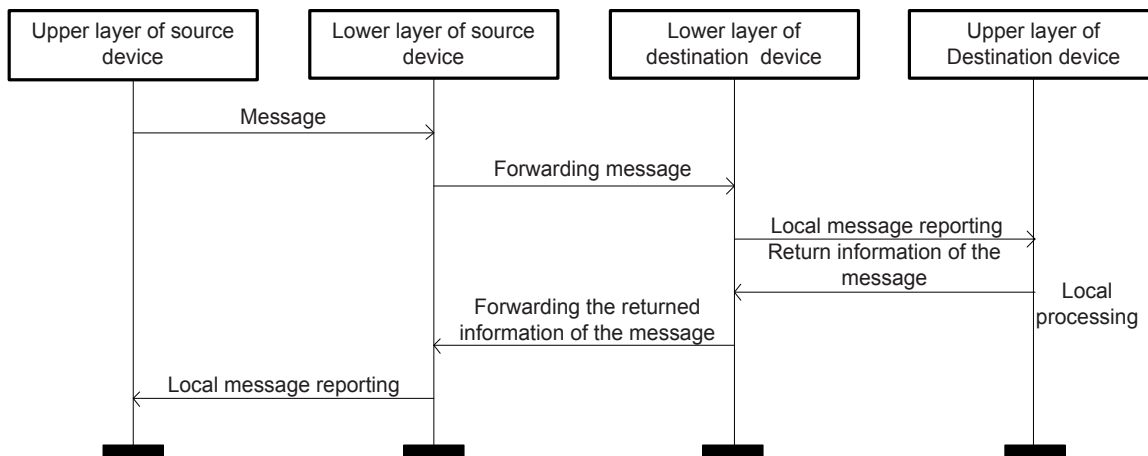 Upper layer of source
device
Lower layer of source
device
Lower layer of
destination device
Upper layer of
Destination device
Message
Forwarding message
Local message reporting
Return information of the
message
Local
processing
Forwarding the returned
information of the message
Local message reporting